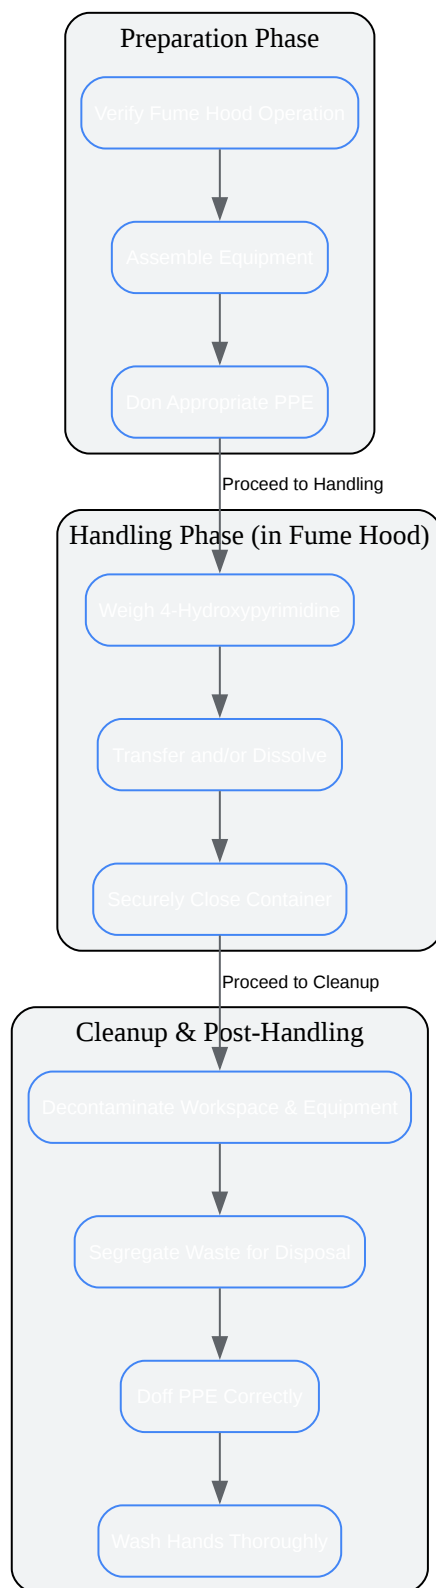 Preparation Phase
Verify Fume Hood Operation
Assemble Equipment
Don Appropriate PPE
Proceed to Handling
Handling Phase (in Fume Hood)
Weigh 4-Hydroxypyrimidine
Transfer and/or Dissolve
Securely Close Container
Proceed to Cleanup
Cleanup & Post-Handling
Decontaminate Workspace & Equipment
Segregate Waste for Disposal
Doff PPE Correctly
Wash Hands Thoroughly